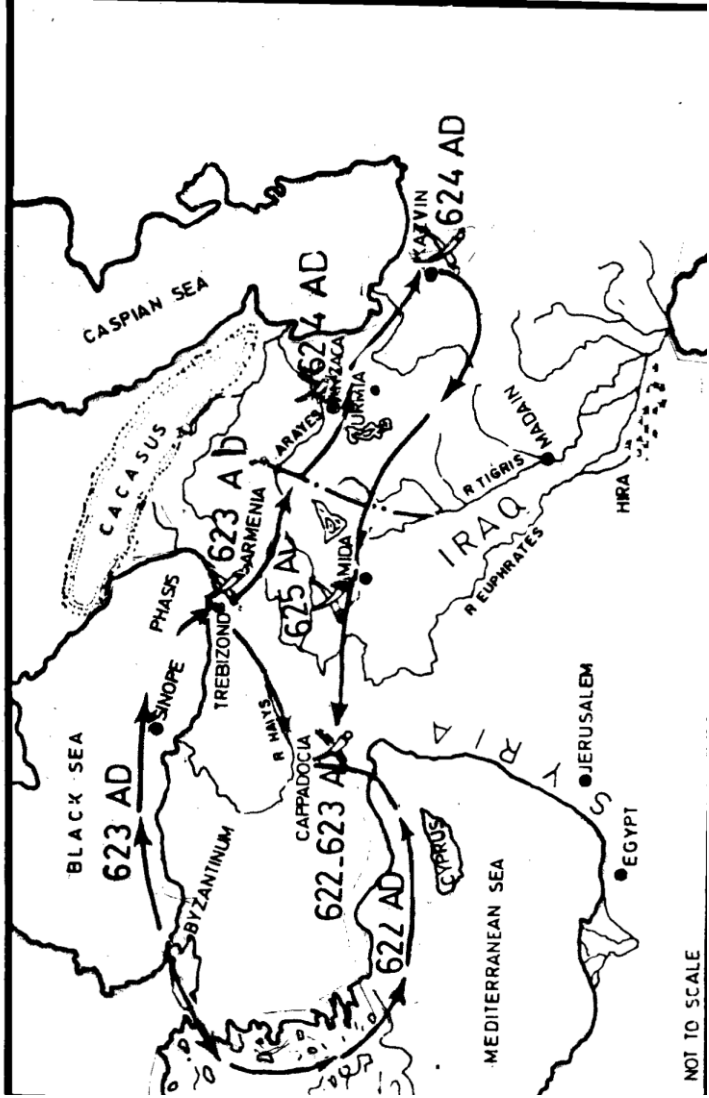 CASPIAN SEA
CACASUS
BLACK SEA
623 AD
SINOPE
PHASIS
TREBIZOND
623 AD
ARMENIA
R ARAYES
624 AD
URMIA
KAZVIN
624 AD
BYZANTINUM
R HALYS
CAPPADOCIA
622-623 AD
625 AD
R TIGRIS
MADAIN
IRAQ
R EUPHRATES
HIRA
622 AD
CYPRUS
SYRIA
MEDITERRANEAN SEA
JERUSALEM
EGYPT
NOT TO SCALE